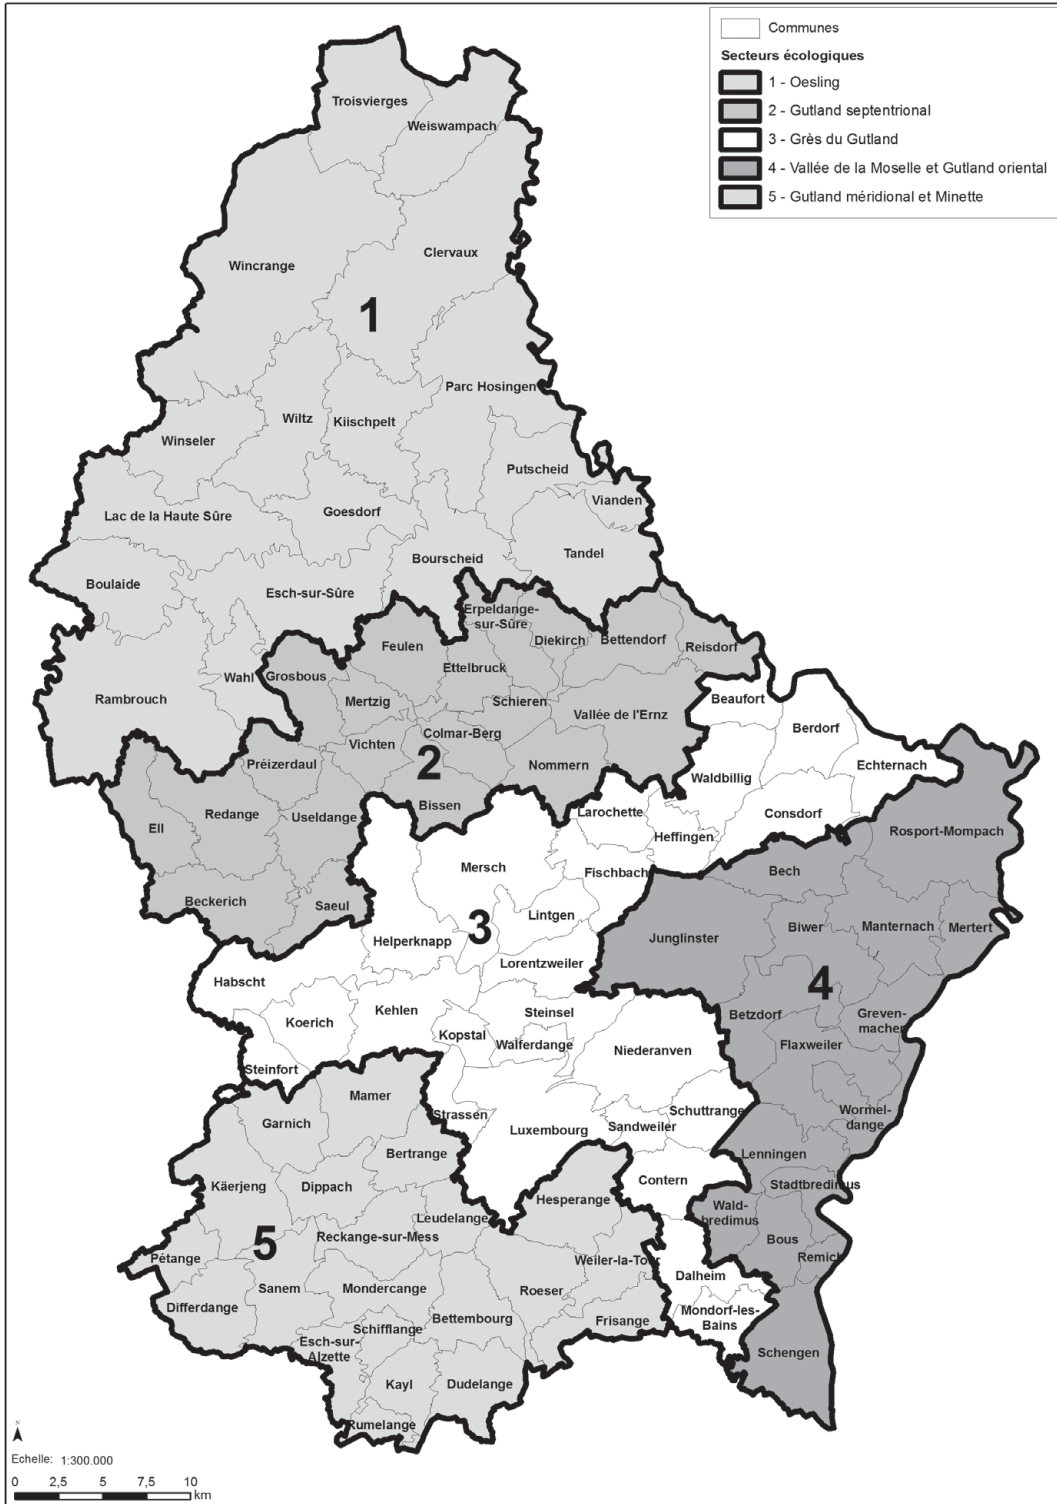 Communes
Secteurs écologiques
1 - Oesling
2 - Gutland septentrional
3 - Grès du Gutland
4 - Vallée de la Moselle et Gutland oriental
5 - Gutland méridional et Minette
Troisvierges
Weiswampach
Clervaux
Wincrange
1
Parc Hosingen
Wiltz
Kiischpelt
Winseler
Putscheid
Vianden
Lac de la Haute Sûre
Goesdorf
Tandel
Bourscheid
Boulaide
Esch-sur-Sûre
Erpeldange-
sur-Sûre
Diekirch
Bettendorf
Reisdorf
Feulen
Ettelbruck
Wahl
Grosbous
Rambrouch
Mertzig
Schieren
Vallée de l'Ernz
Beaufort
Berdorf
Colmar-Berg
Vichten
2
Préizerdaul
Nommern
Echternach
Waldbillig
Bissen
Larochette
Consdorf
Redange
Useldange
Ell
Heffingen
Rosport-Mompach
Mersch
Fischbach
Bech
Beckerich
Saeul
Lintgen
3
Helperknapp
Junglinster
Biwer
Manternach
Mertert
Lorentzweiler
Habscht
4
Kehlen
Koerich
Steinsel
Betzdorf
Greven-
macher
Kopstal
Walferdange
Niederanven
Flaxweiler
Steinfort
Mamer
Garnich
Strassen
Luxembourg
Sandweiler
Schuttrange
Wormel-
dange
Bertrange
Lenningen
Contern
Stadtbredimus
Käerjeng
Dippach
Hesperange
Wald-
bredimus
Leudelange
Reckange-sur-Mess
5
Bous
Pétange
Weiler-la-Tour
Remich
Sanem
Mondercange
Roeser
Dalheim
Differdange
Bettembourg
Frisange
Mondorf-les-
Bains
Schifflange
Esch-sur-
Alzette
Schengen
Kayl
Dudelange
Rumelange
N
Echelle: 1:300.000
0 2,5 5 7,5 10
km